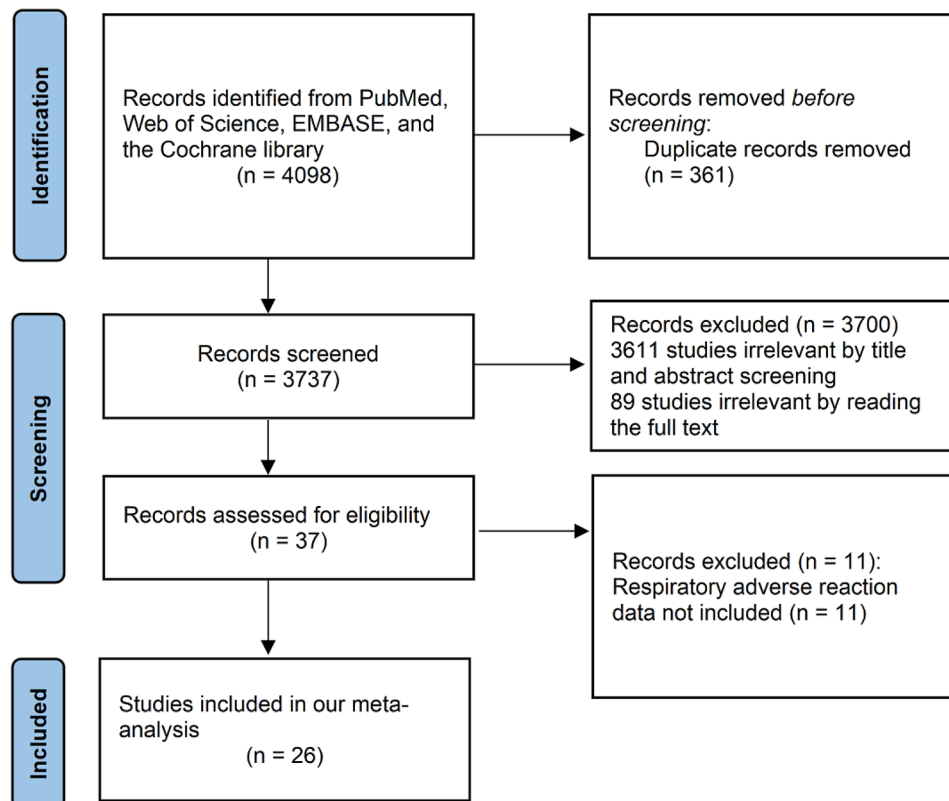 Identification
Records identified from PubMed,
Web of Science, EMBASE, and
the Cochrane library
(n = 4098)
Records removed before
screening:
Duplicate records removed
(n = 361)
Screening
Records screened
(n = 3737)
Records excluded (n = 3700)
3611 studies irrelevant by title
and abstract screening
89 studies irrelevant by reading
the full text
Records assessed for eligibility
(n = 37)
Records excluded (n = 11):
Respiratory adverse reaction
data not included (n = 11)
Included
Studies included in our meta-
analysis
(n = 26)